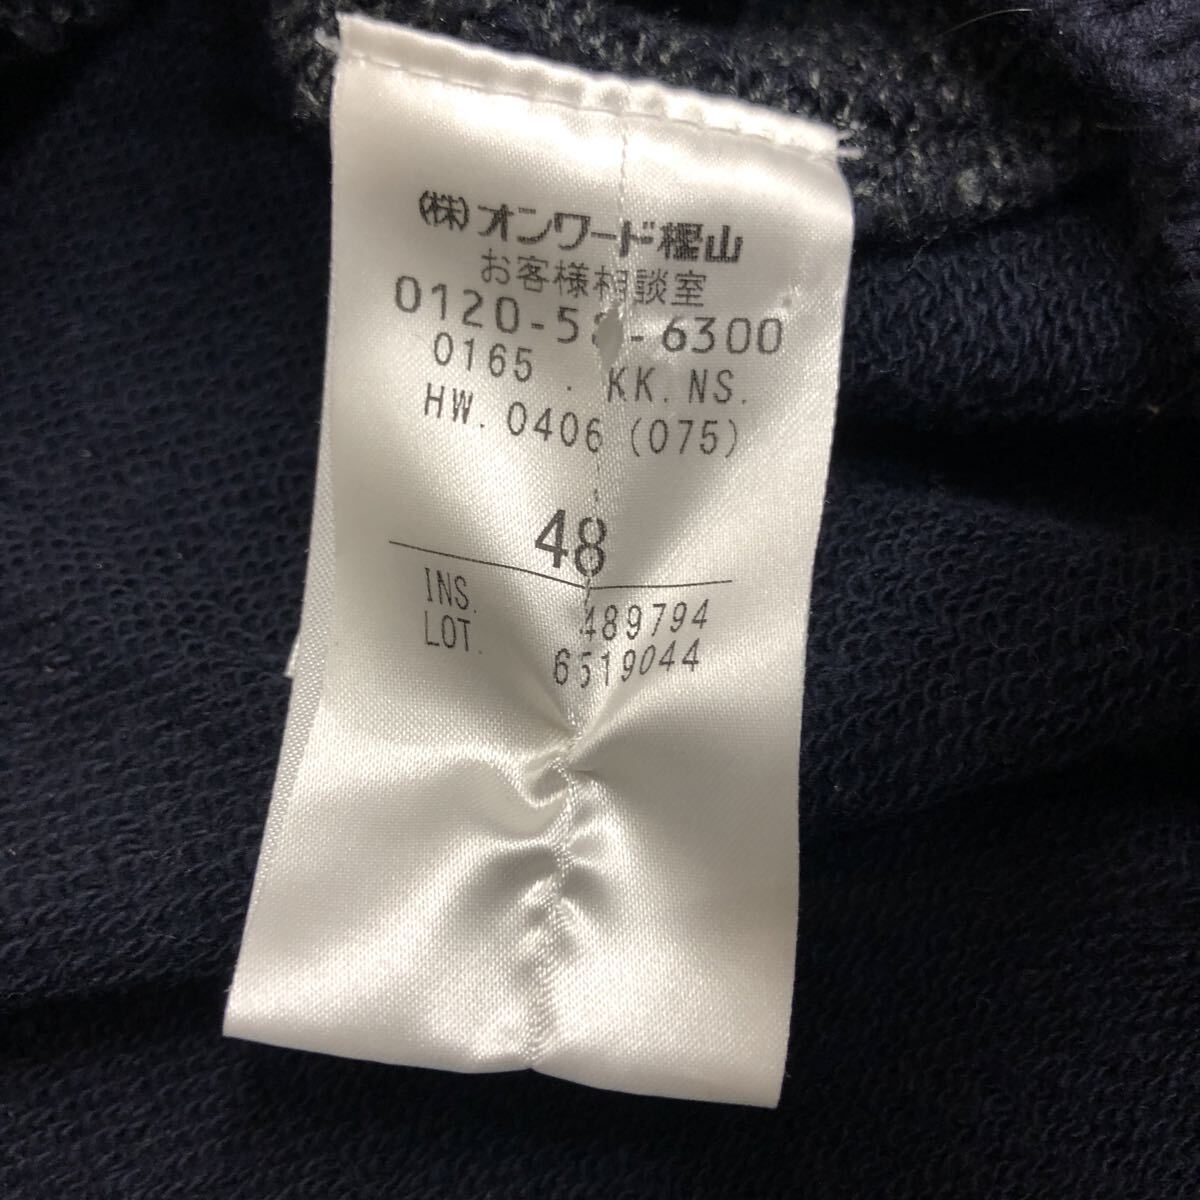 (株)オンワード樫山
お客様相談室
0120-58-6300
0165 . KK. NS.
HW. 0406 (075)
48
INS. 489794
LOT. 6519044